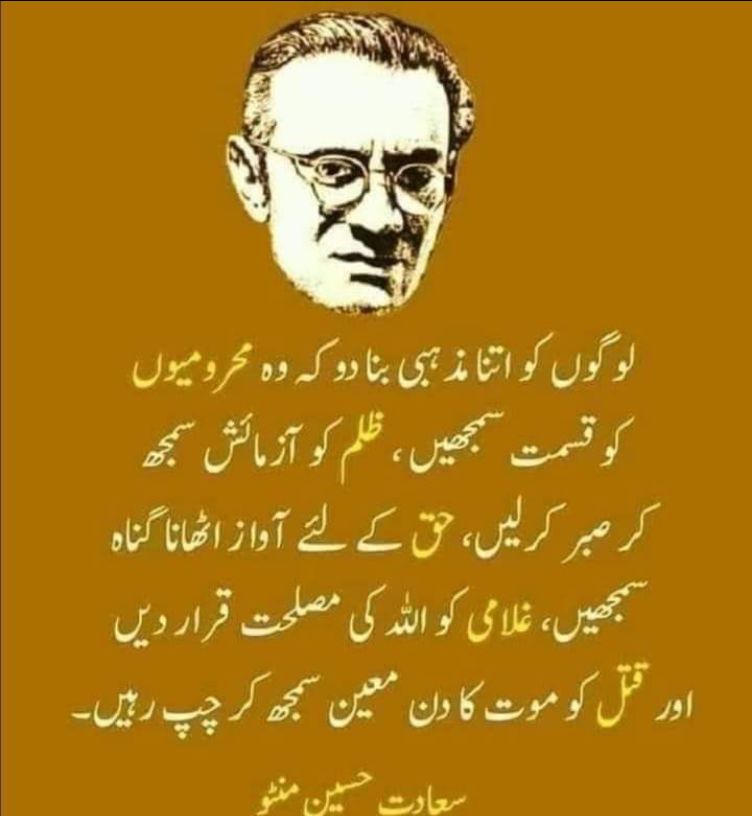 لوگوں کو اتنا مذہبی بنا دو کہ وہ محرومیوں
کو قسمت سمجھیں، ظلم کو آزمائش سمجھ
کر صبر کر لیں، حق کے لئے آواز اٹھانا گناہ
سمجھیں، غلامی کو اللہ کی مصلحت قرار دیں
اور قتل کو موت کا دن معین سمجھ کر چپ رہیں۔
سعادت حسین منٹو